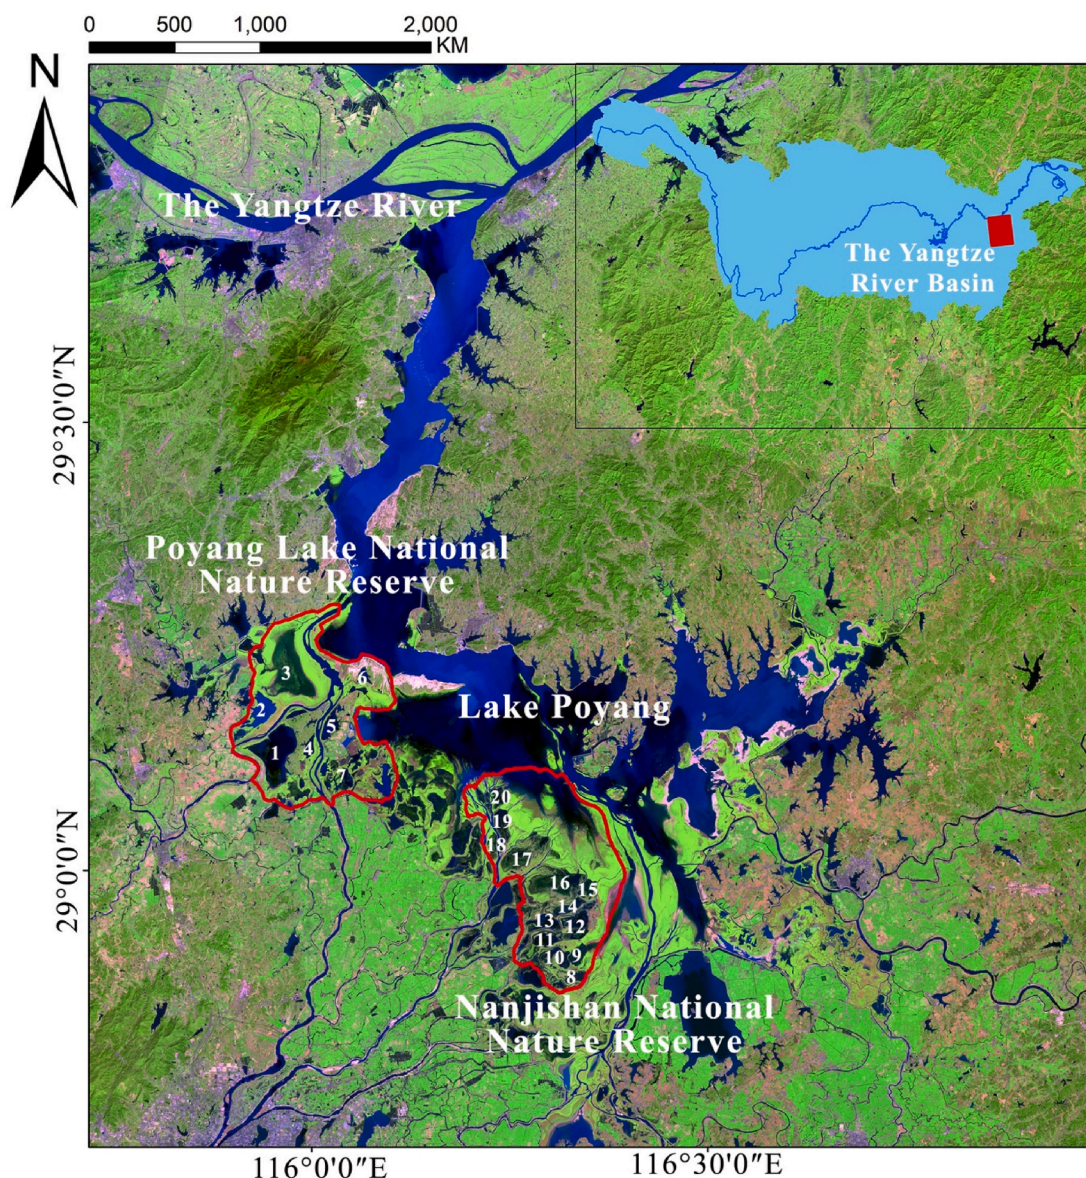 0 500 1,000 2,000
KM
N
The Yangtze River
The Yangtze
River Basin
29°30'0"N
Poyang Lake National
Nature Reserve
3
6
2
Lake Poyang
5
1
4
7
20
19
18
17
29°0'0"N
16
15
14
13
12
11
9
10
8
Nanjishan National
Nature Reserve
116°0'0"E
116°30'0"E